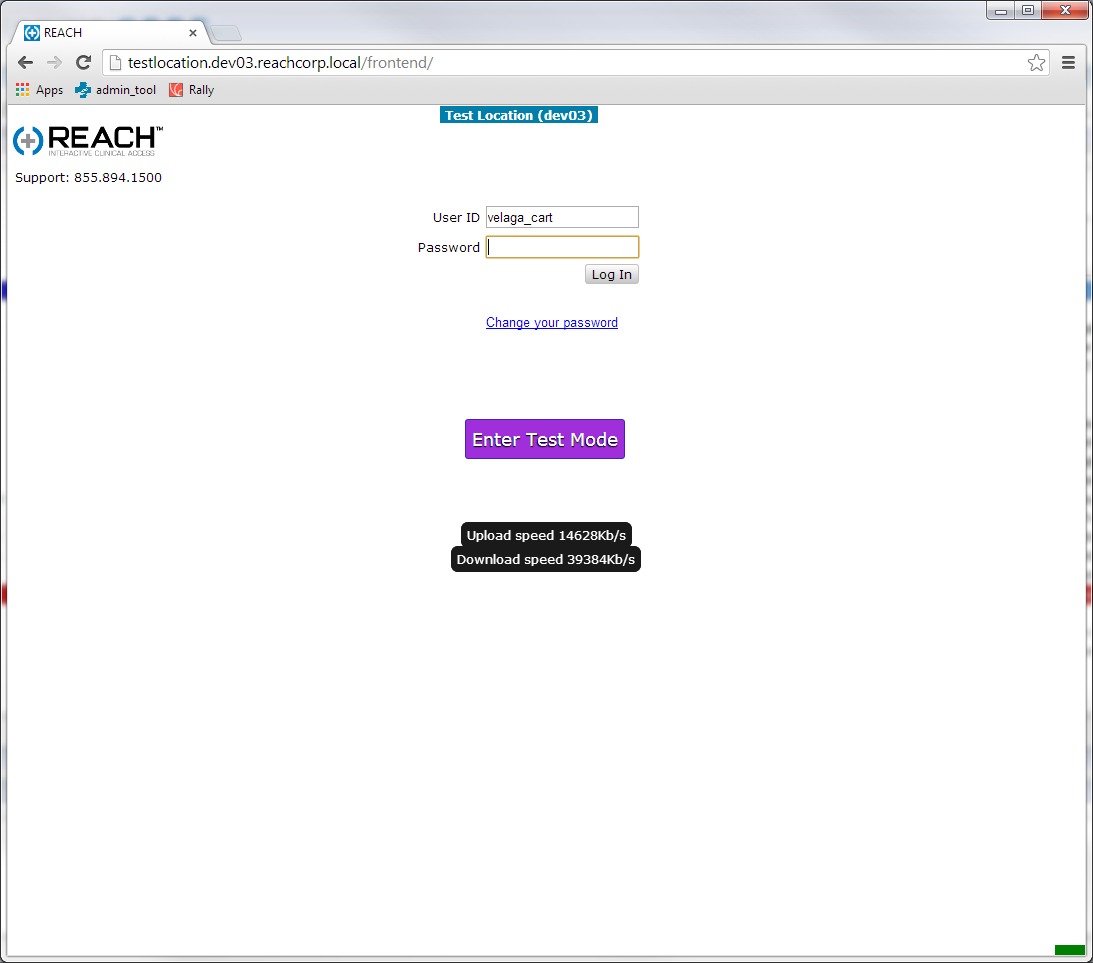 REACH
testlocation.dev03.reachcorp.local/frontend/
Apps admin_tool Rally
Test Location (dev03)
REACH™
INTERACTIVE CLINICAL ACCESS
Support: 855.894.1500
User ID velaga_cart
Password
Log In
Change your password
Enter Test Mode
Upload speed 14628Kb/s
Download speed 39384Kb/s